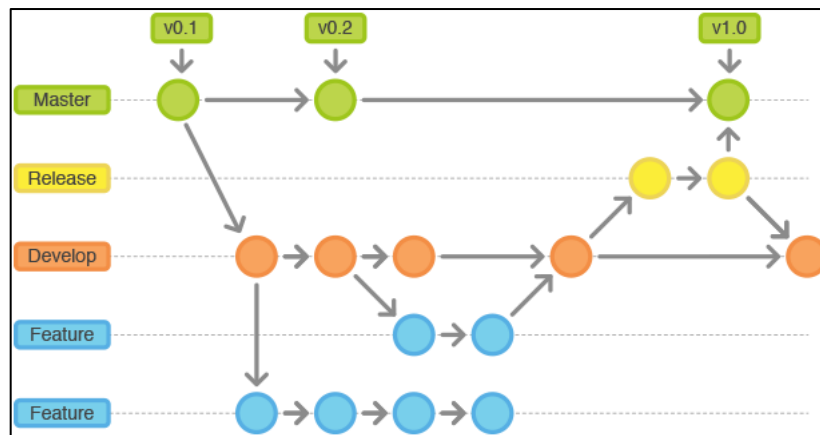 v0.1
v0.2
v1.0
Master
Release
Develop
Feature
Feature